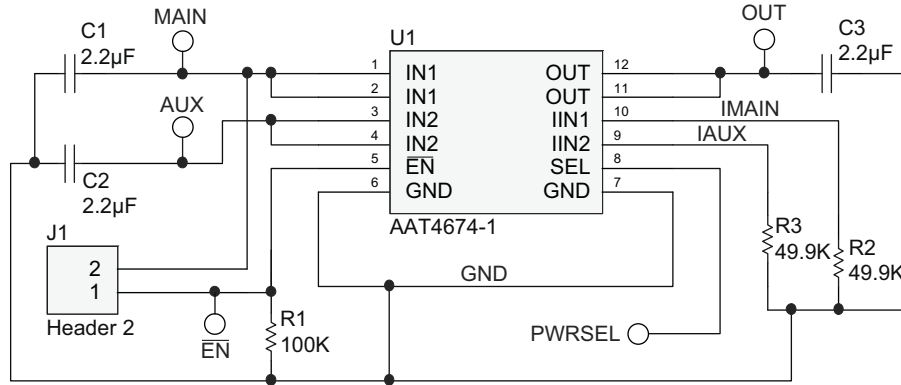 MAIN
OUT
C1
2.2µF
C3
2.2µF
U1
1 IN1 OUT 12
2 IN1 OUT 11
3 IN2 IIN1 10
4 IN2 IIN2 9
5 E̅N̅ SEL 8
6 GND GND 7
AAT4674-1
IMAIN
IAUX
AUX
C2
2.2µF
J1
2
1
Header 2
E̅N̅
R1
100K
GND
PWRSEL
R3
49.9K
R2
49.9K